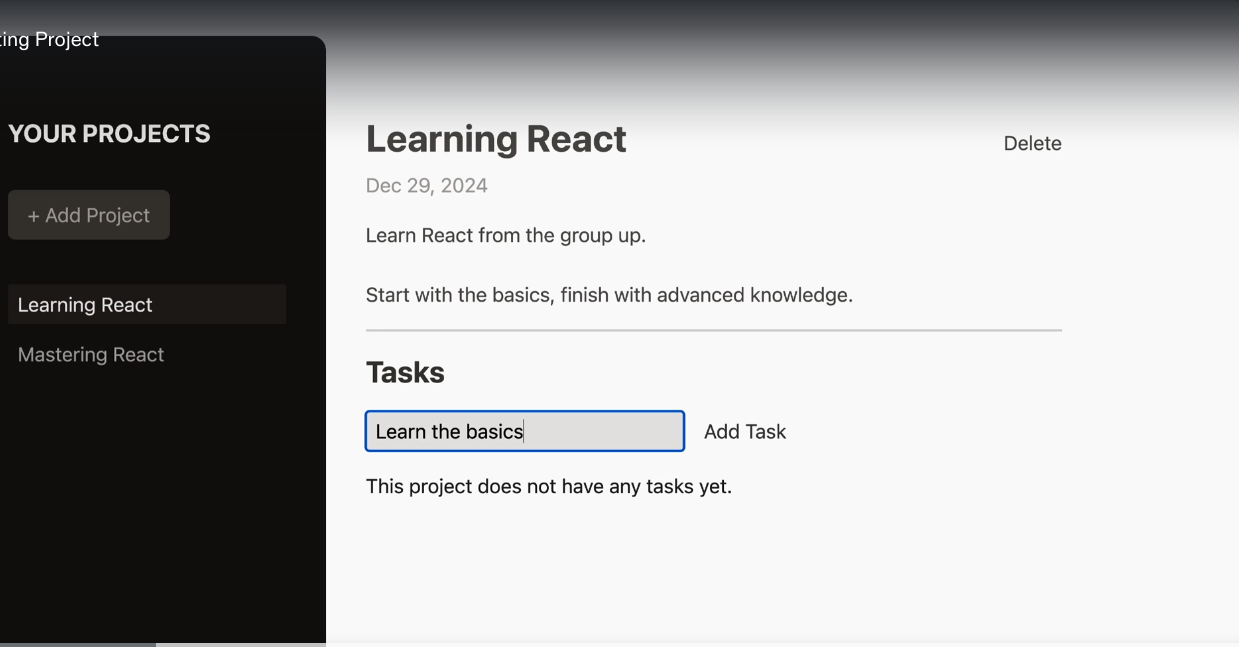 Project
YOUR PROJECTS
+ Add Project
Learning React
Mastering React
Learning React
Delete
Dec 29, 2024
Learn React from the group up.
Start with the basics, finish with advanced knowledge.
Tasks
Learn the basics
Add Task
This project does not have any tasks yet.